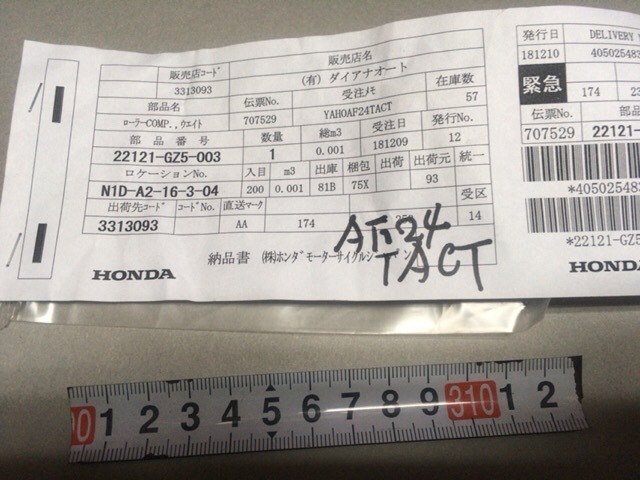 販売店ｺｰﾄﾞ 販売店名
3313093 (有) ダイアナオート
部品名 伝票No. 受注ﾒﾓ 在庫数
ﾛｰﾗｰCOMP.,ｳｴｲﾄ 707529 YAHOAF24TACT 57
部品番号 数量 総m3 受注日 発行No.
22121-GZ5-003 1 0.001 181209 12
ロケーションNo. 入目 m3 出庫 梱包 出荷 出荷元 統一
N1D-A2-16-3-04 200 0.001 81B 75X 93
出荷先ｺｰﾄﾞ ｺｰﾄﾞNo. 直送ﾏｰｸ 受区
3313093 AA 174 14
AF24
TACT
HONDA 納品書 (株)ホンダモーターサイクル
発行日 DELIVERY
181210 405025483
緊急
174
伝票No.
707529 22121-
*405025483
*22121-GZ5
HONDA
0 1 2 3 4 5 6 7 8 9 310 1 2